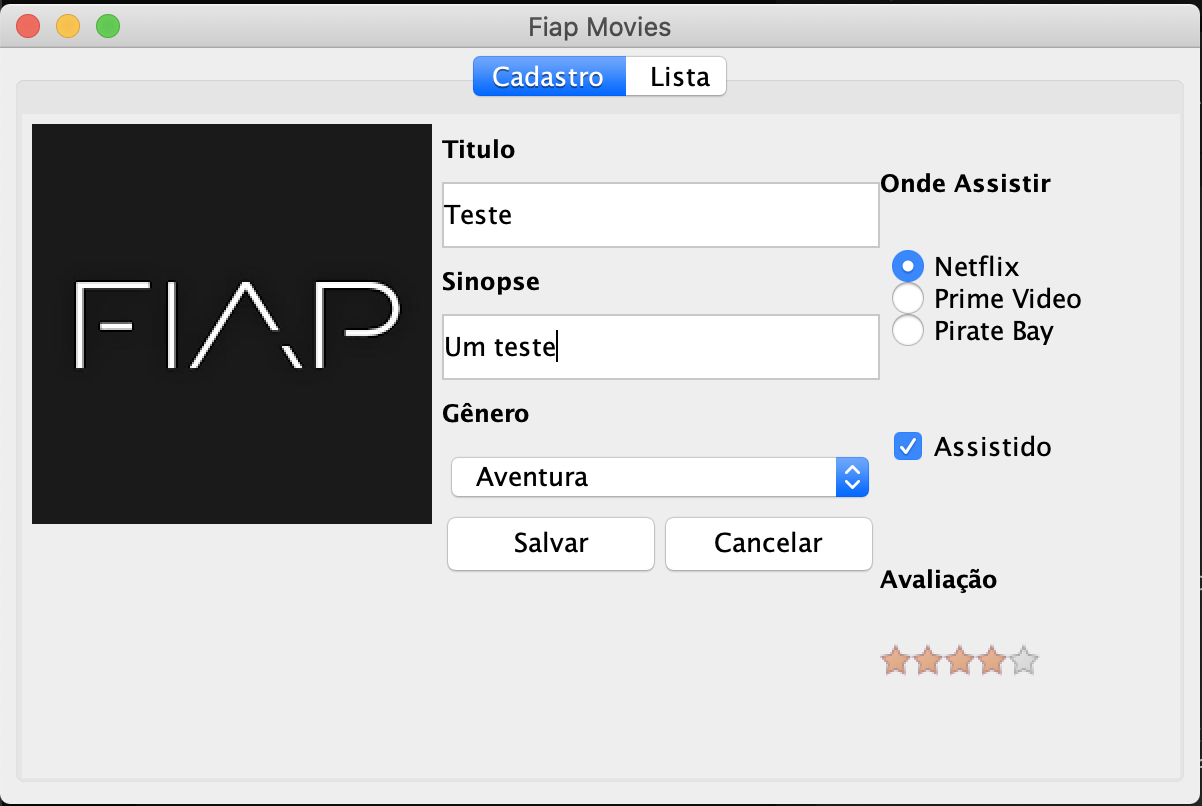 Fiap Movies
Cadastro
Lista
FIAP
Titulo
Teste
Sinopse
Um teste
Gênero
Aventura
Salvar
Cancelar
Onde Assistir
Netflix
Prime Video
Pirate Bay
Assistido
Avaliação